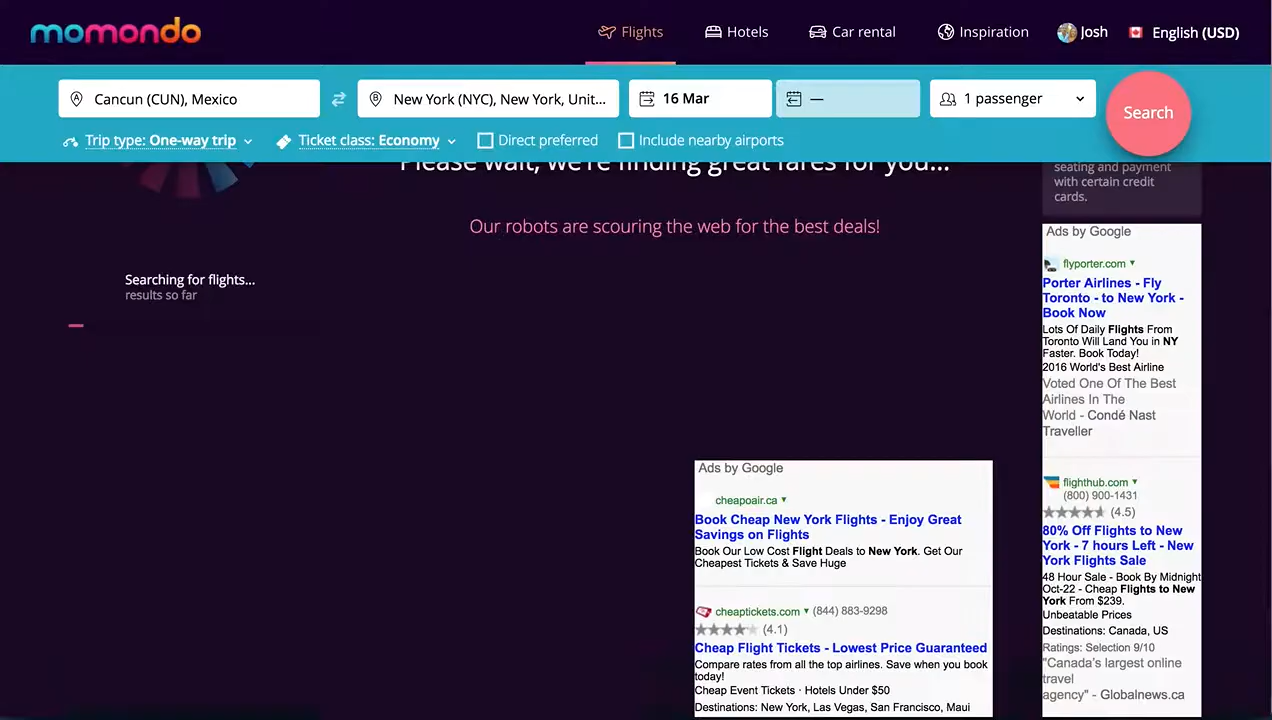 momondo
Flights
Hotels
Car rental
Inspiration
Josh
English (USD)
Cancun (CUN), Mexico
New York (NYC), New York, Unit...
16 Mar
—
1 passenger
Search
Trip type: One-way trip
Ticket class: Economy
Direct preferred
Include nearby airports
Please wait, we're finding great fares for you...
Our robots are scouring the web for the best deals!
Searching for flights...
results so far
seating and payment
with certain credit
cards.
Ads by Google
flyporter.com
Porter Airlines - Fly
Toronto - to New York -
Book Now
Lots Of Daily Flights From
Toronto Will Land You in NY
Faster. Book Today!
2016 World's Best Airline
Voted One Of The Best
Airlines In The
World - Condé Nast
Traveller
flighthub.com
(800) 900-1431
(4.5)
80% Off Flights to New
York - 7 hours Left - New
York Flights Sale
48 Hour Sale - Book By Midnight
Oct-22 - Cheap Flights to New
York From $239.
Unbeatable Prices
Destinations: Canada, US
Ratings: Selection 9/10
"Canada's largest online
travel
agency" - Globalnews.ca
Ads by Google
cheapoair.ca
Book Cheap New York Flights - Enjoy Great
Savings on Flights
Book Our Low Cost Flight Deals to New York. Get Our
Cheapest Tickets & Save Huge
cheaptickets.com (844) 883-9298
(4.1)
Cheap Flight Tickets - Lowest Price Guaranteed
Compare rates from all the top airlines. Save when you book
today!
Cheap Event Tickets · Hotels Under $50
Destinations: New York, Las Vegas, San Francisco, Maui